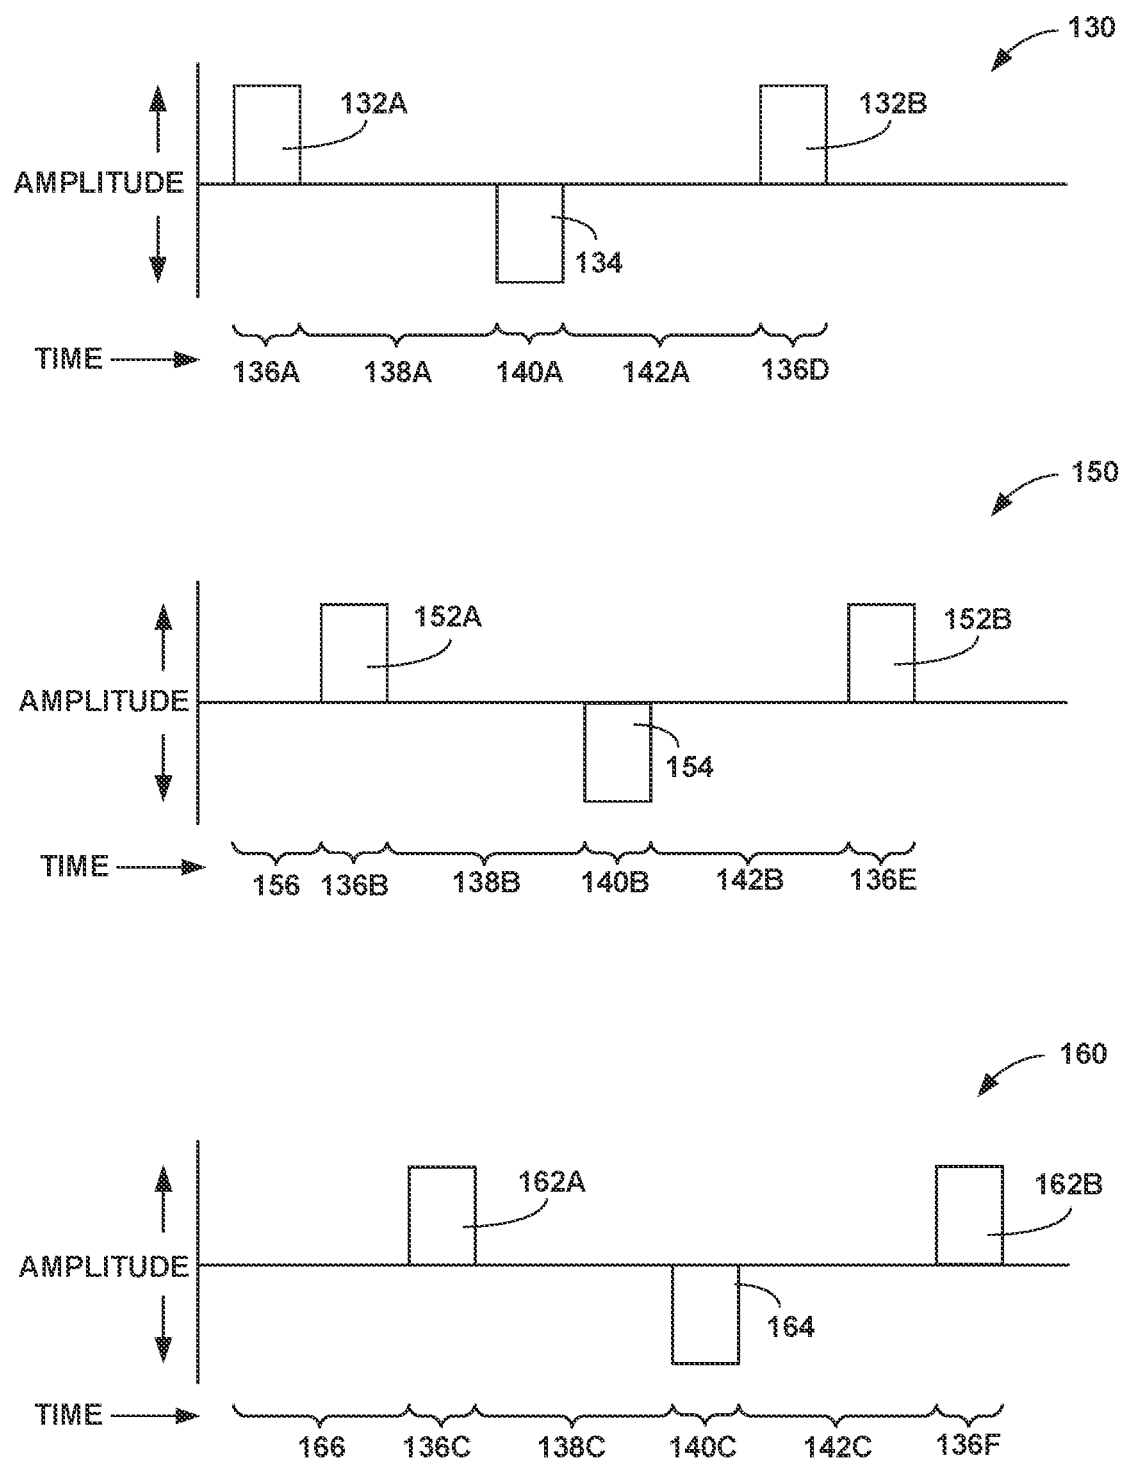 130
132A
132B
AMPLITUDE
134
TIME
136A 138A 140A 142A 136D
150
152A
152B
AMPLITUDE
154
TIME
156 136B 138B 140B 142B 136E
160
162A
162B
AMPLITUDE
164
TIME
166 136C 138C 140C 142C 136F